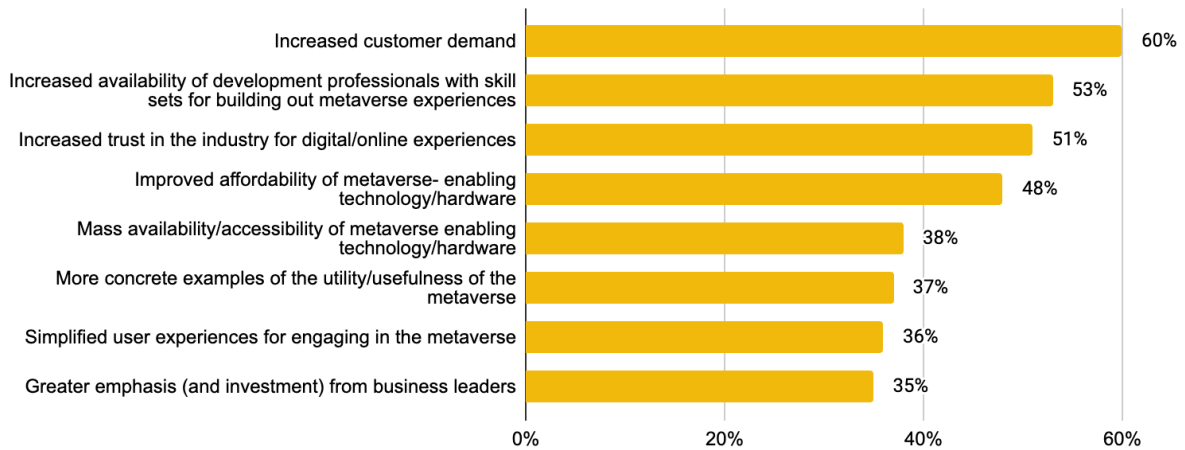 Increased customer demand
60%
Increased availability of development professionals with skill
sets for building out metaverse experiences
53%
Increased trust in the industry for digital/online experiences
51%
Improved affordability of metaverse- enabling
technology/hardware
48%
Mass availability/accessibility of metaverse enabling
technology/hardware
38%
More concrete examples of the utility/usefulness of the
metaverse
37%
Simplified user experiences for engaging in the metaverse
36%
Greater emphasis (and investment) from business leaders
35%
0%
20%
40%
60%